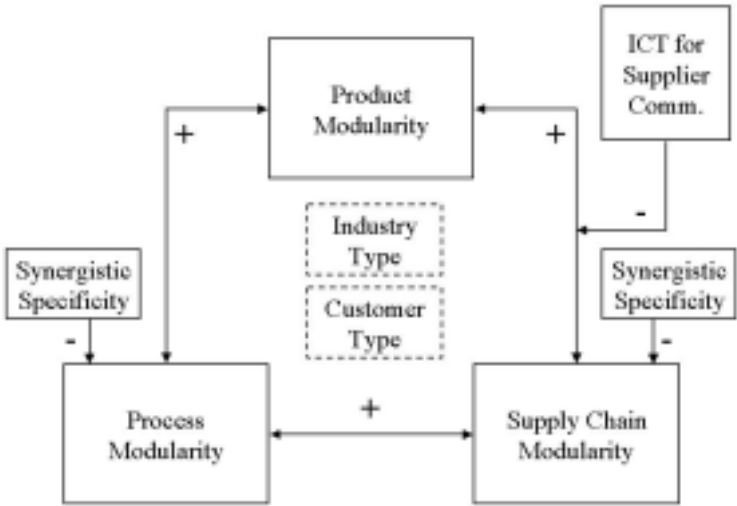 ICT for
Supplier
Comm.
Product
Modularity
+
+
-
Industry
Type
Synergistic
Specificity
Synergistic
Specificity
Customer
Type
-
-
+
Process
Modularity
Supply Chain
Modularity